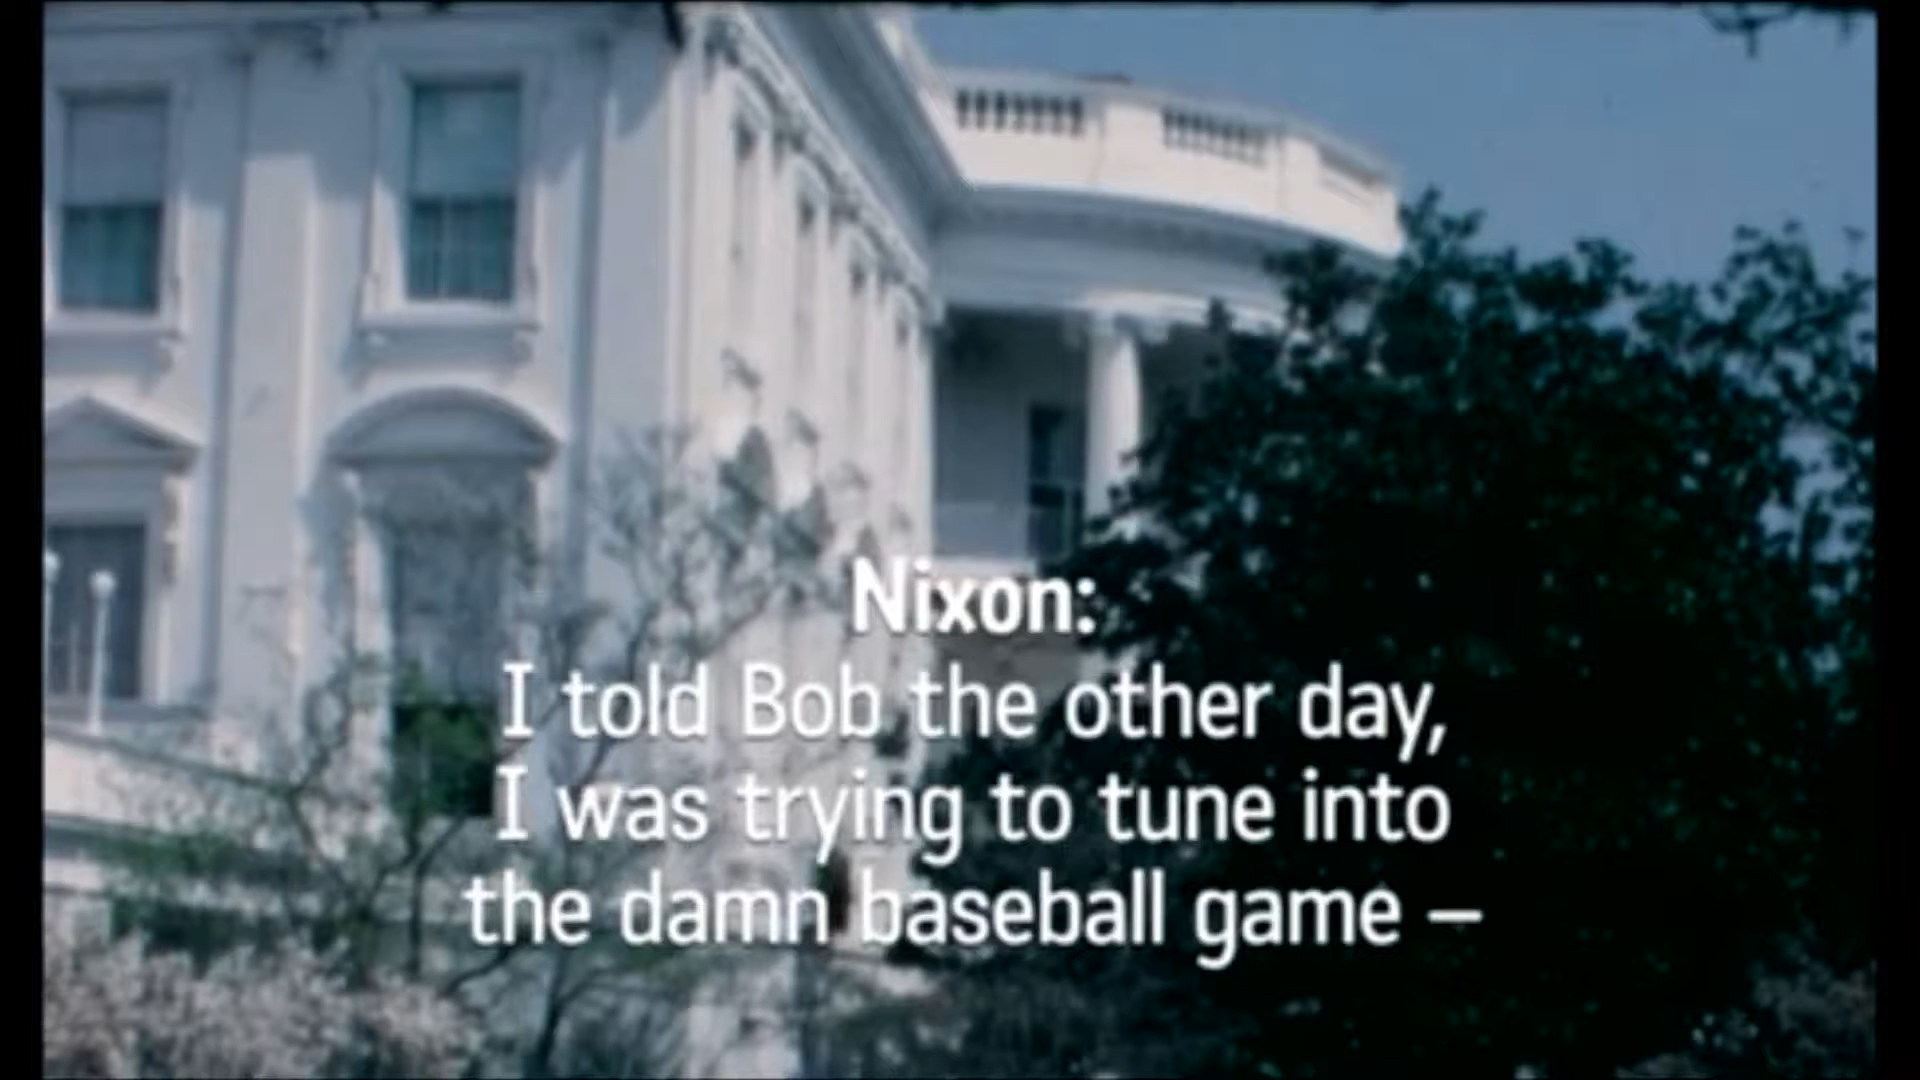 Nixon:
I told Bob the other day,
I was trying to tune into
the damn baseball game –